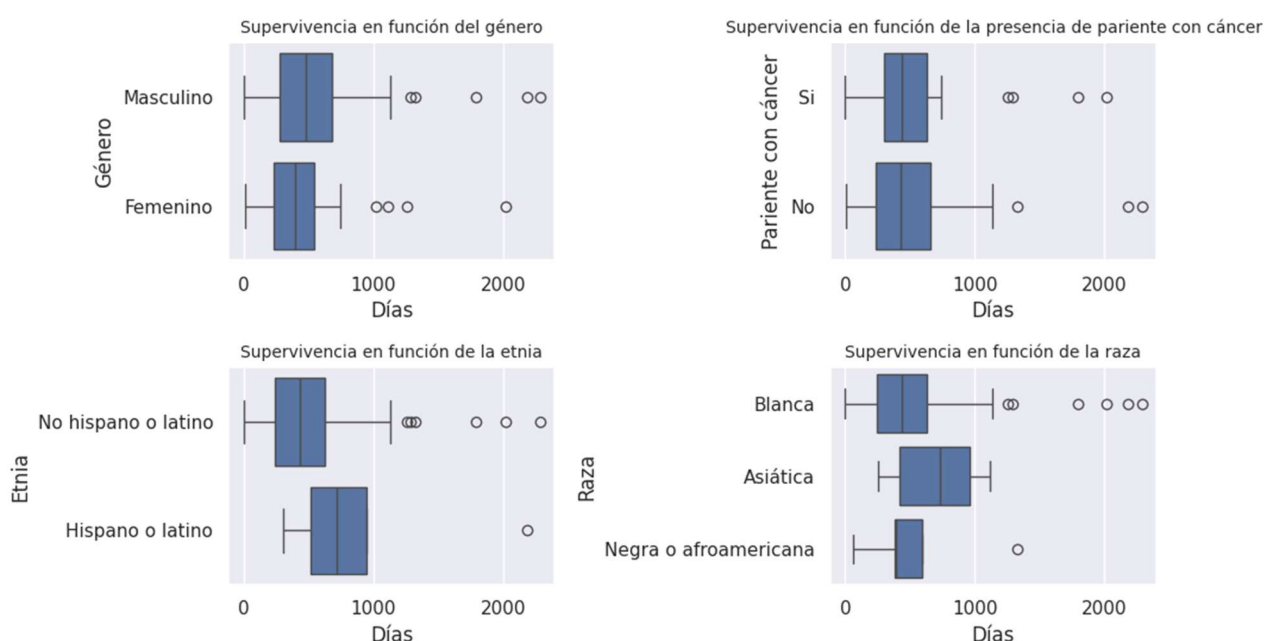 Supervivencia en función del género
Género
Masculino
Femenino
0 1000 2000
Días
Supervivencia en función de la presencia de pariente con cáncer
Pariente con cáncer
Si
No
0 1000 2000
Días
Supervivencia en función de la etnia
Etnia
No hispano o latino
Hispano o latino
0 1000 2000
Días
Supervivencia en función de la raza
Raza
Blanca
Asiática
Negra o afroamericana
0 1000 2000
Días